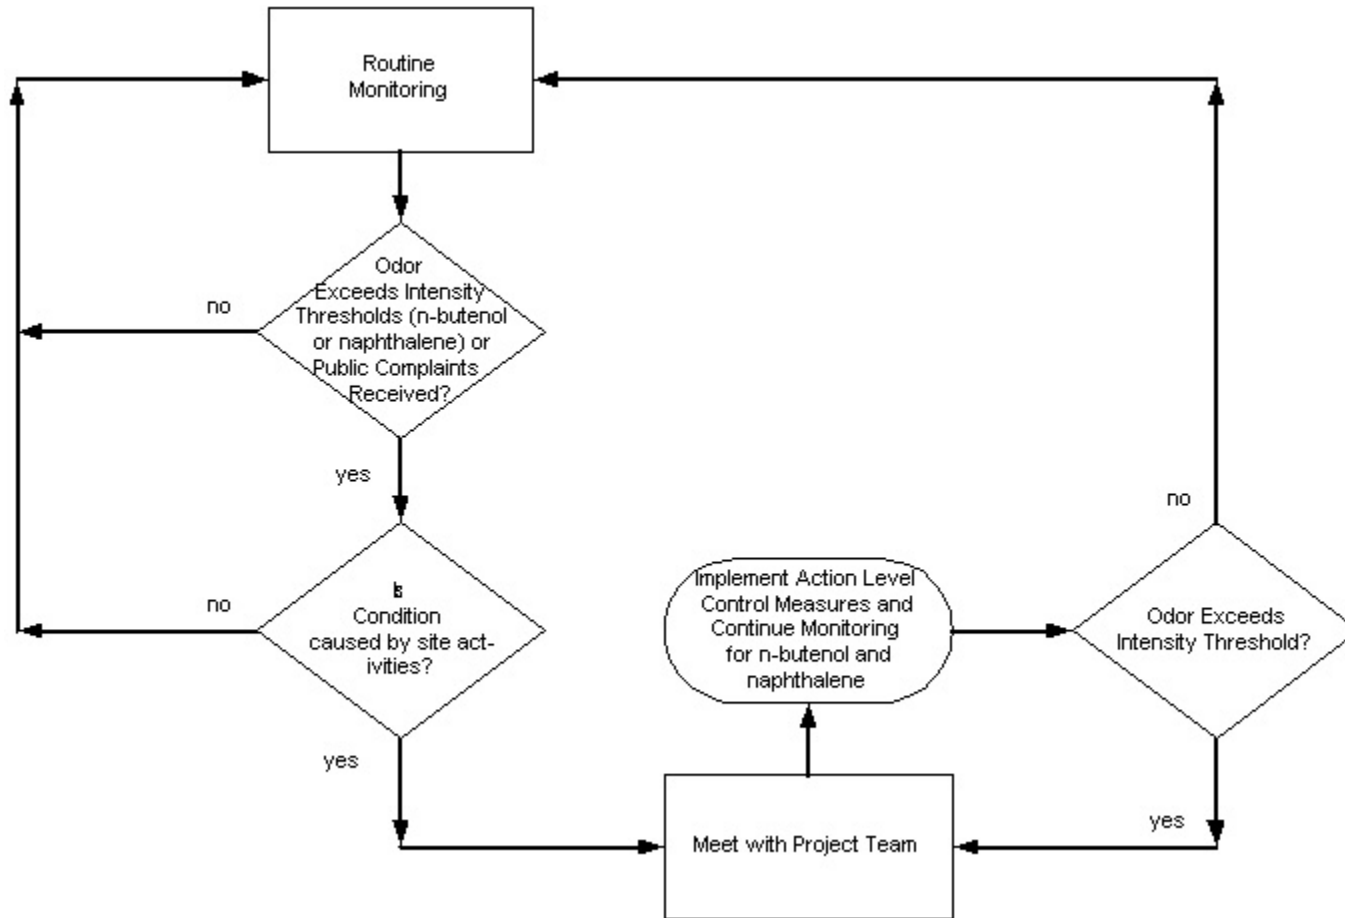 Routine
Monitoring
Odor
Exceeds Intensity
Thresholds (n-butenol
or naphthalene) or
Public Complaints
Received?
no
yes
Is
Condition
caused by site act-
ivities?
no
yes
Implement Action Level
Control Measures and
Continue Monitoring
for n-butenol and
naphthalene
Meet with Project Team
no
Odor Exceeds
Intensity Threshold?
yes